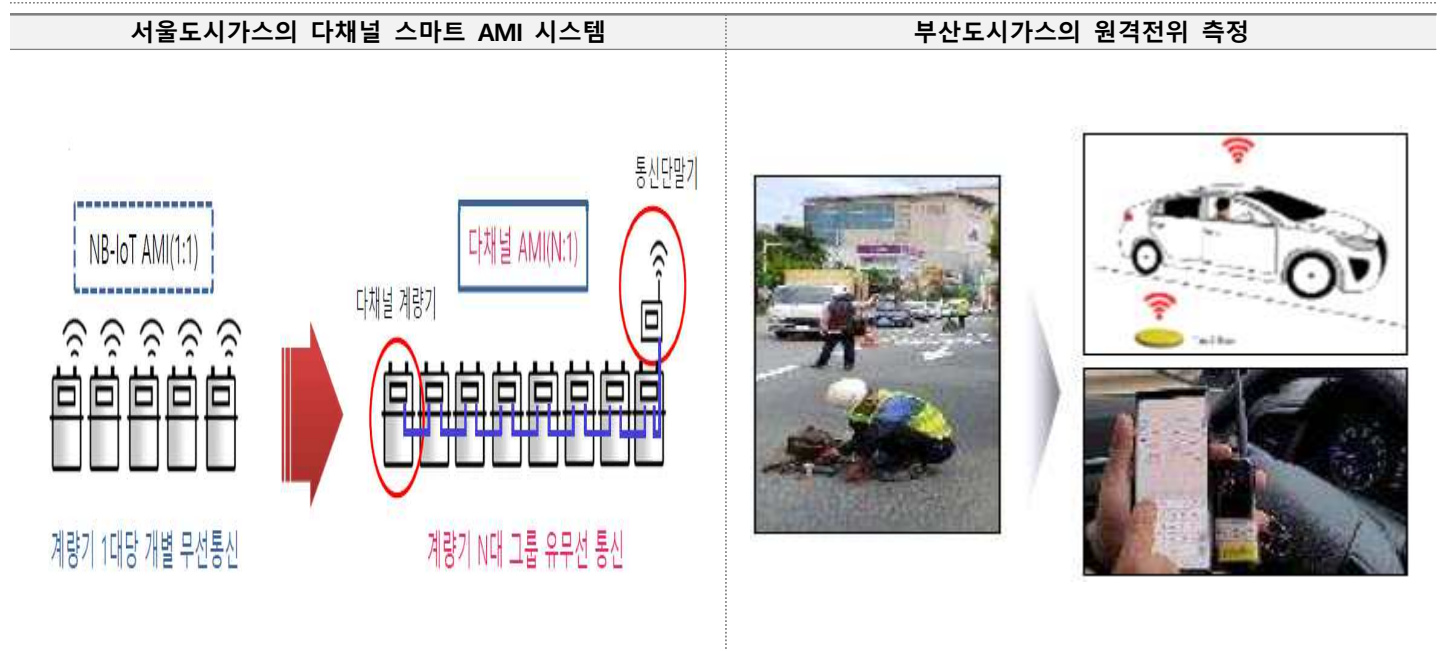 서울도시가스의 다채널 스마트 AMI 시스템
부산도시가스의 원격전위 측정
통신단말기
NB-IoT AMI(1:1)
다채널 AMI(N:1)
다채널 계량기
계량기 1대당 개별 무선통신
계량기 N대 그룹 유무선 통신